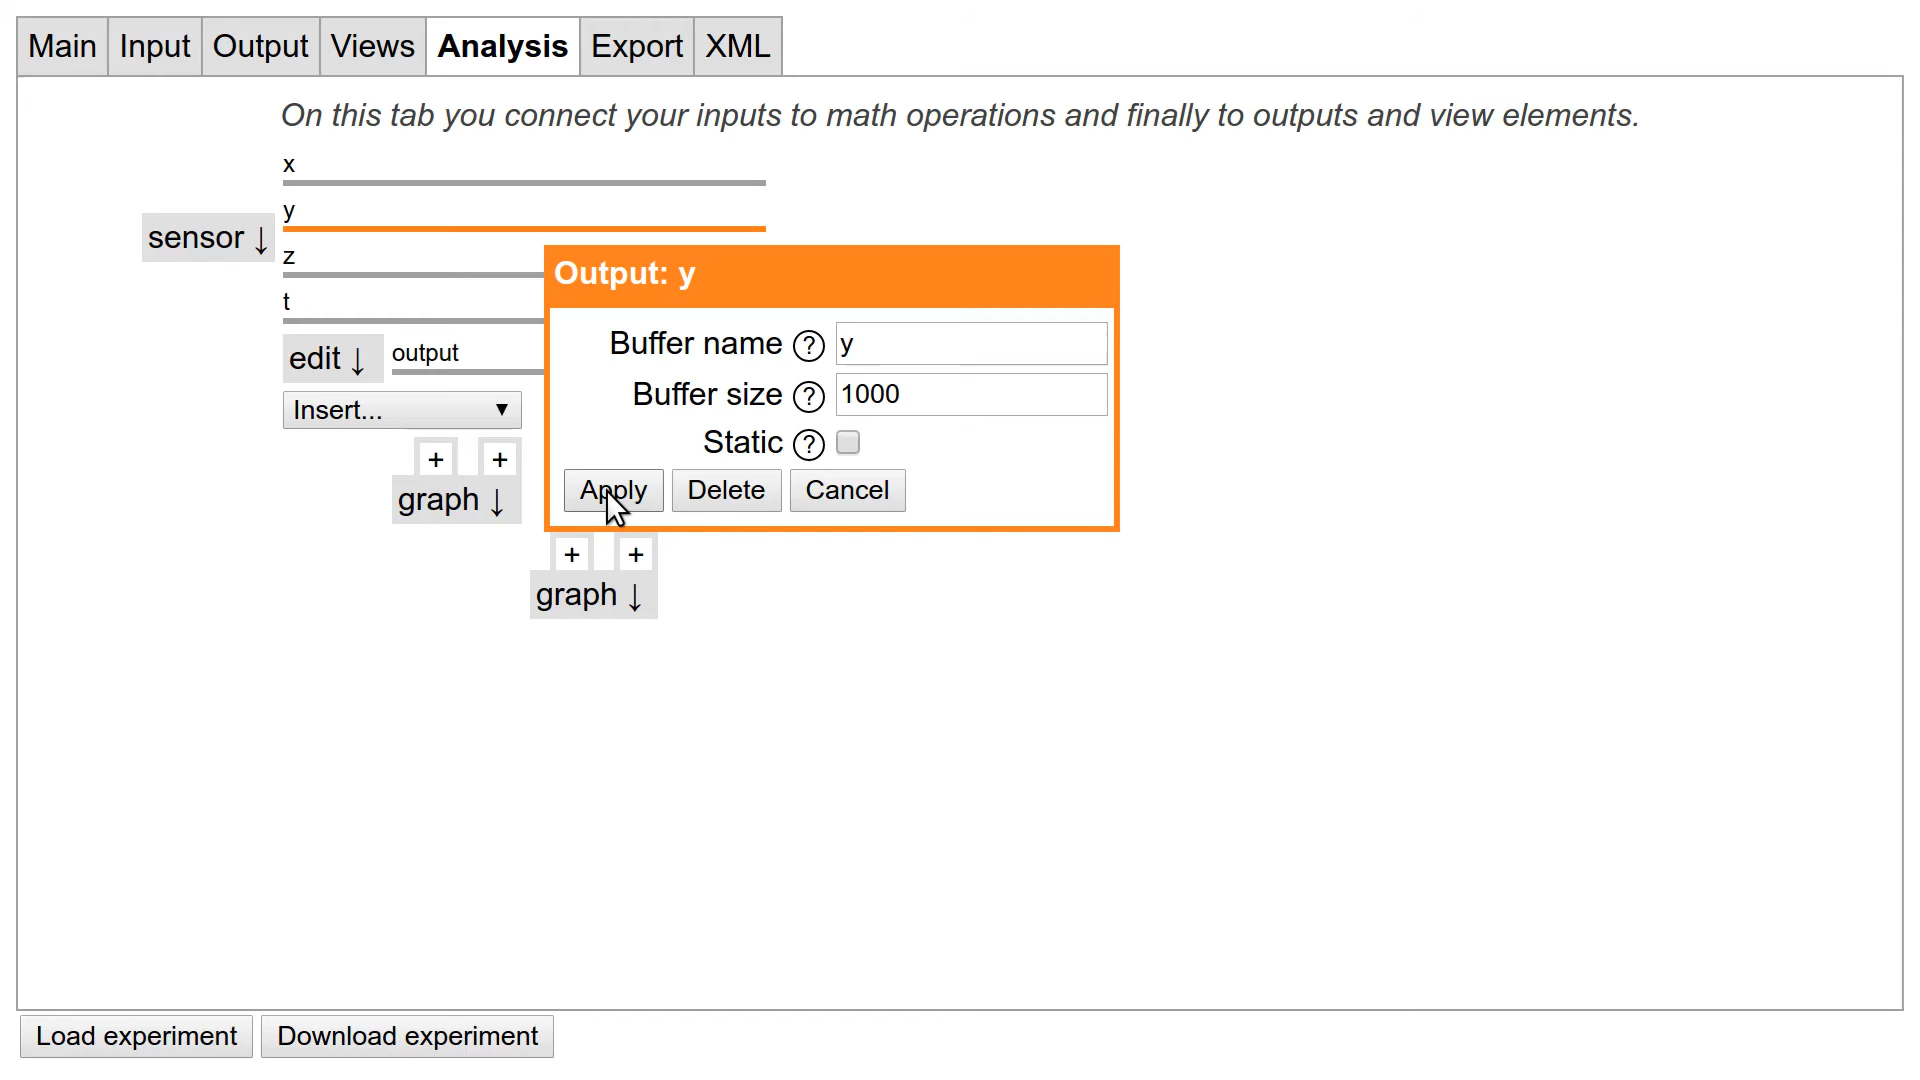 Main Input Output Views Analysis Export XML
On this tab you connect your inputs to math operations and finally to outputs and view elements.
x
y
sensor ↓
z
t
edit ↓ output
Insert... ▼
+ +
graph ↓
Output: y
Buffer name ? y
Buffer size ? 1000
Static ?
Apply Delete Cancel
+ +
graph ↓
Load experiment Download experiment